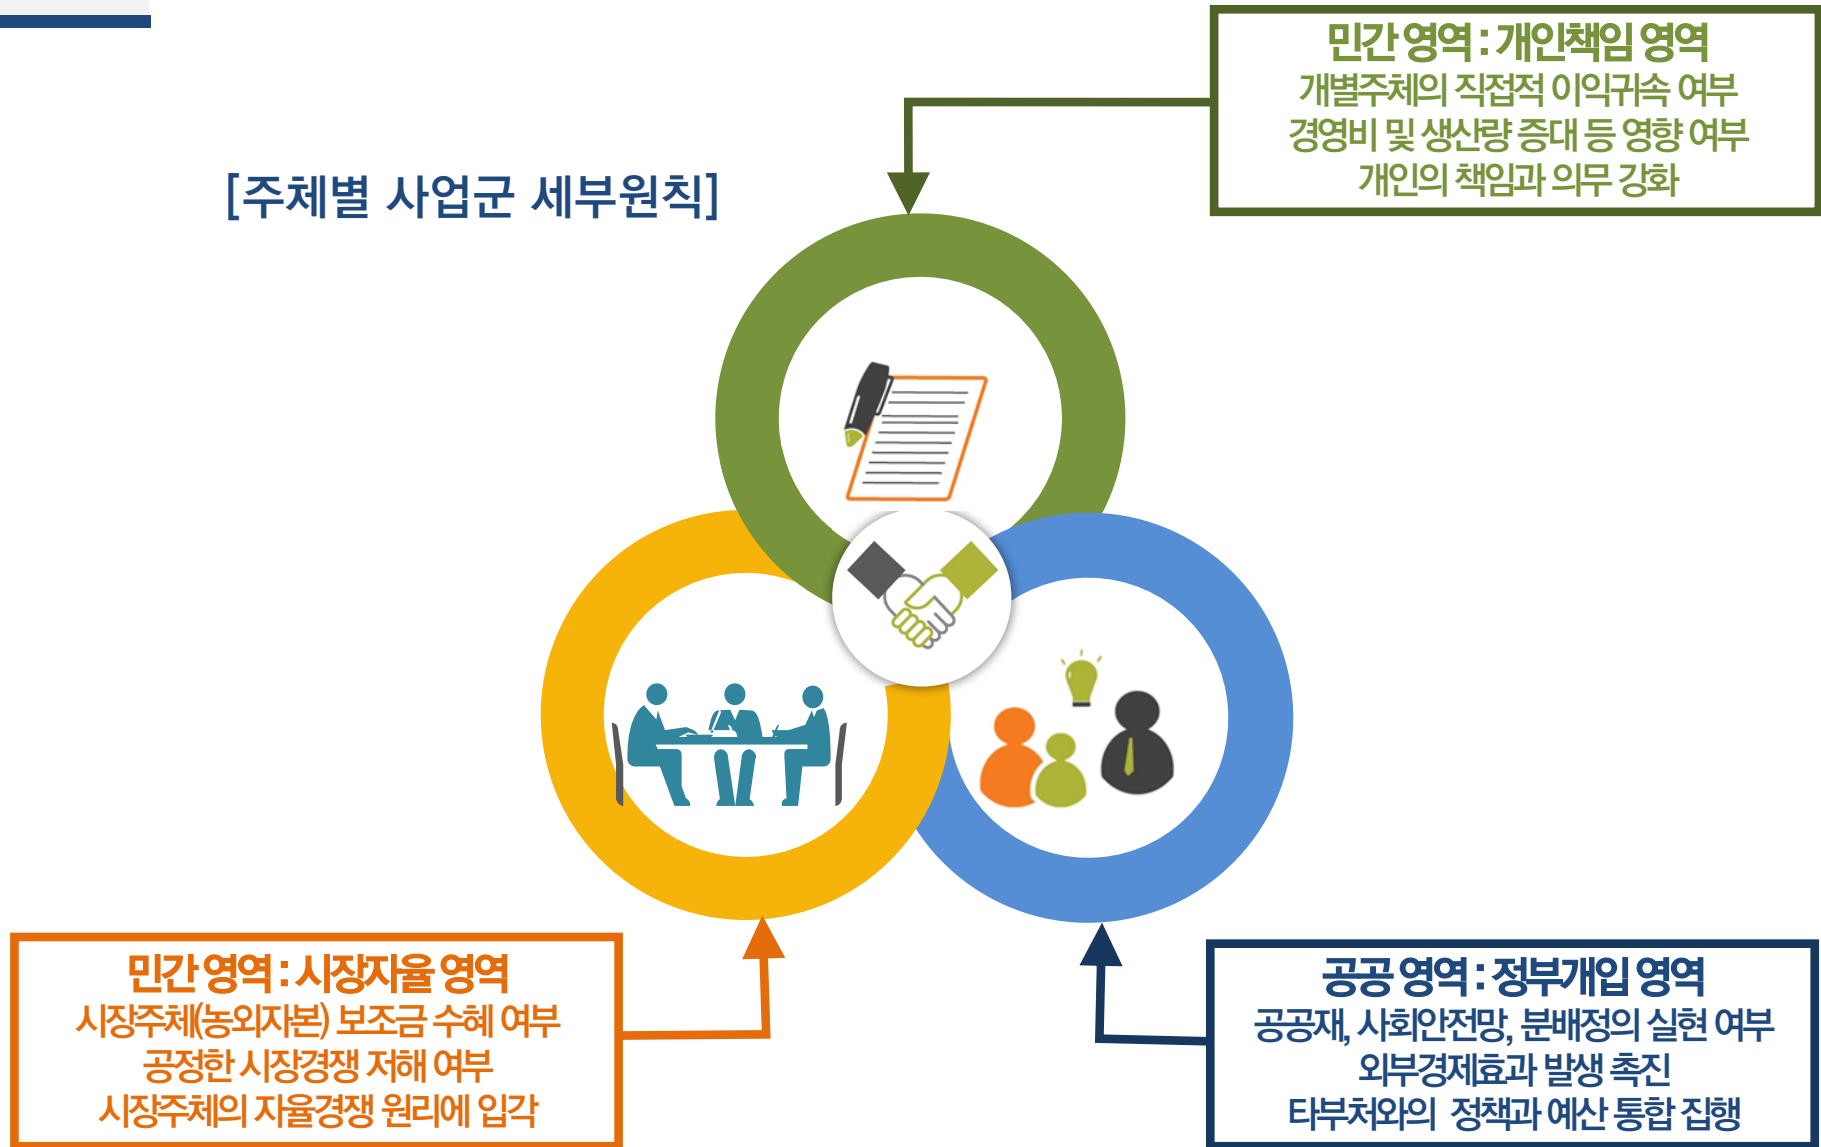 민간 영역 : 개인책임 영역
개별주체의 직접적 이익귀속 여부
경영비 및 생산량 증대 등 영향 여부
개인의 책임과 의무 강화
[주체별 사업군 세부원칙]
민간 영역 : 시장자율 영역
시장주체(농외자본) 보조금 수혜 여부
공정한 시장경쟁 저해 여부
시장주체의 자율경쟁 원리에 입각
공공 영역 : 정부개입 영역
공공재, 사회안전망, 분배정의 실현 여부
외부경제효과 발생 촉진
타부처와의 정책과 예산 통합 집행